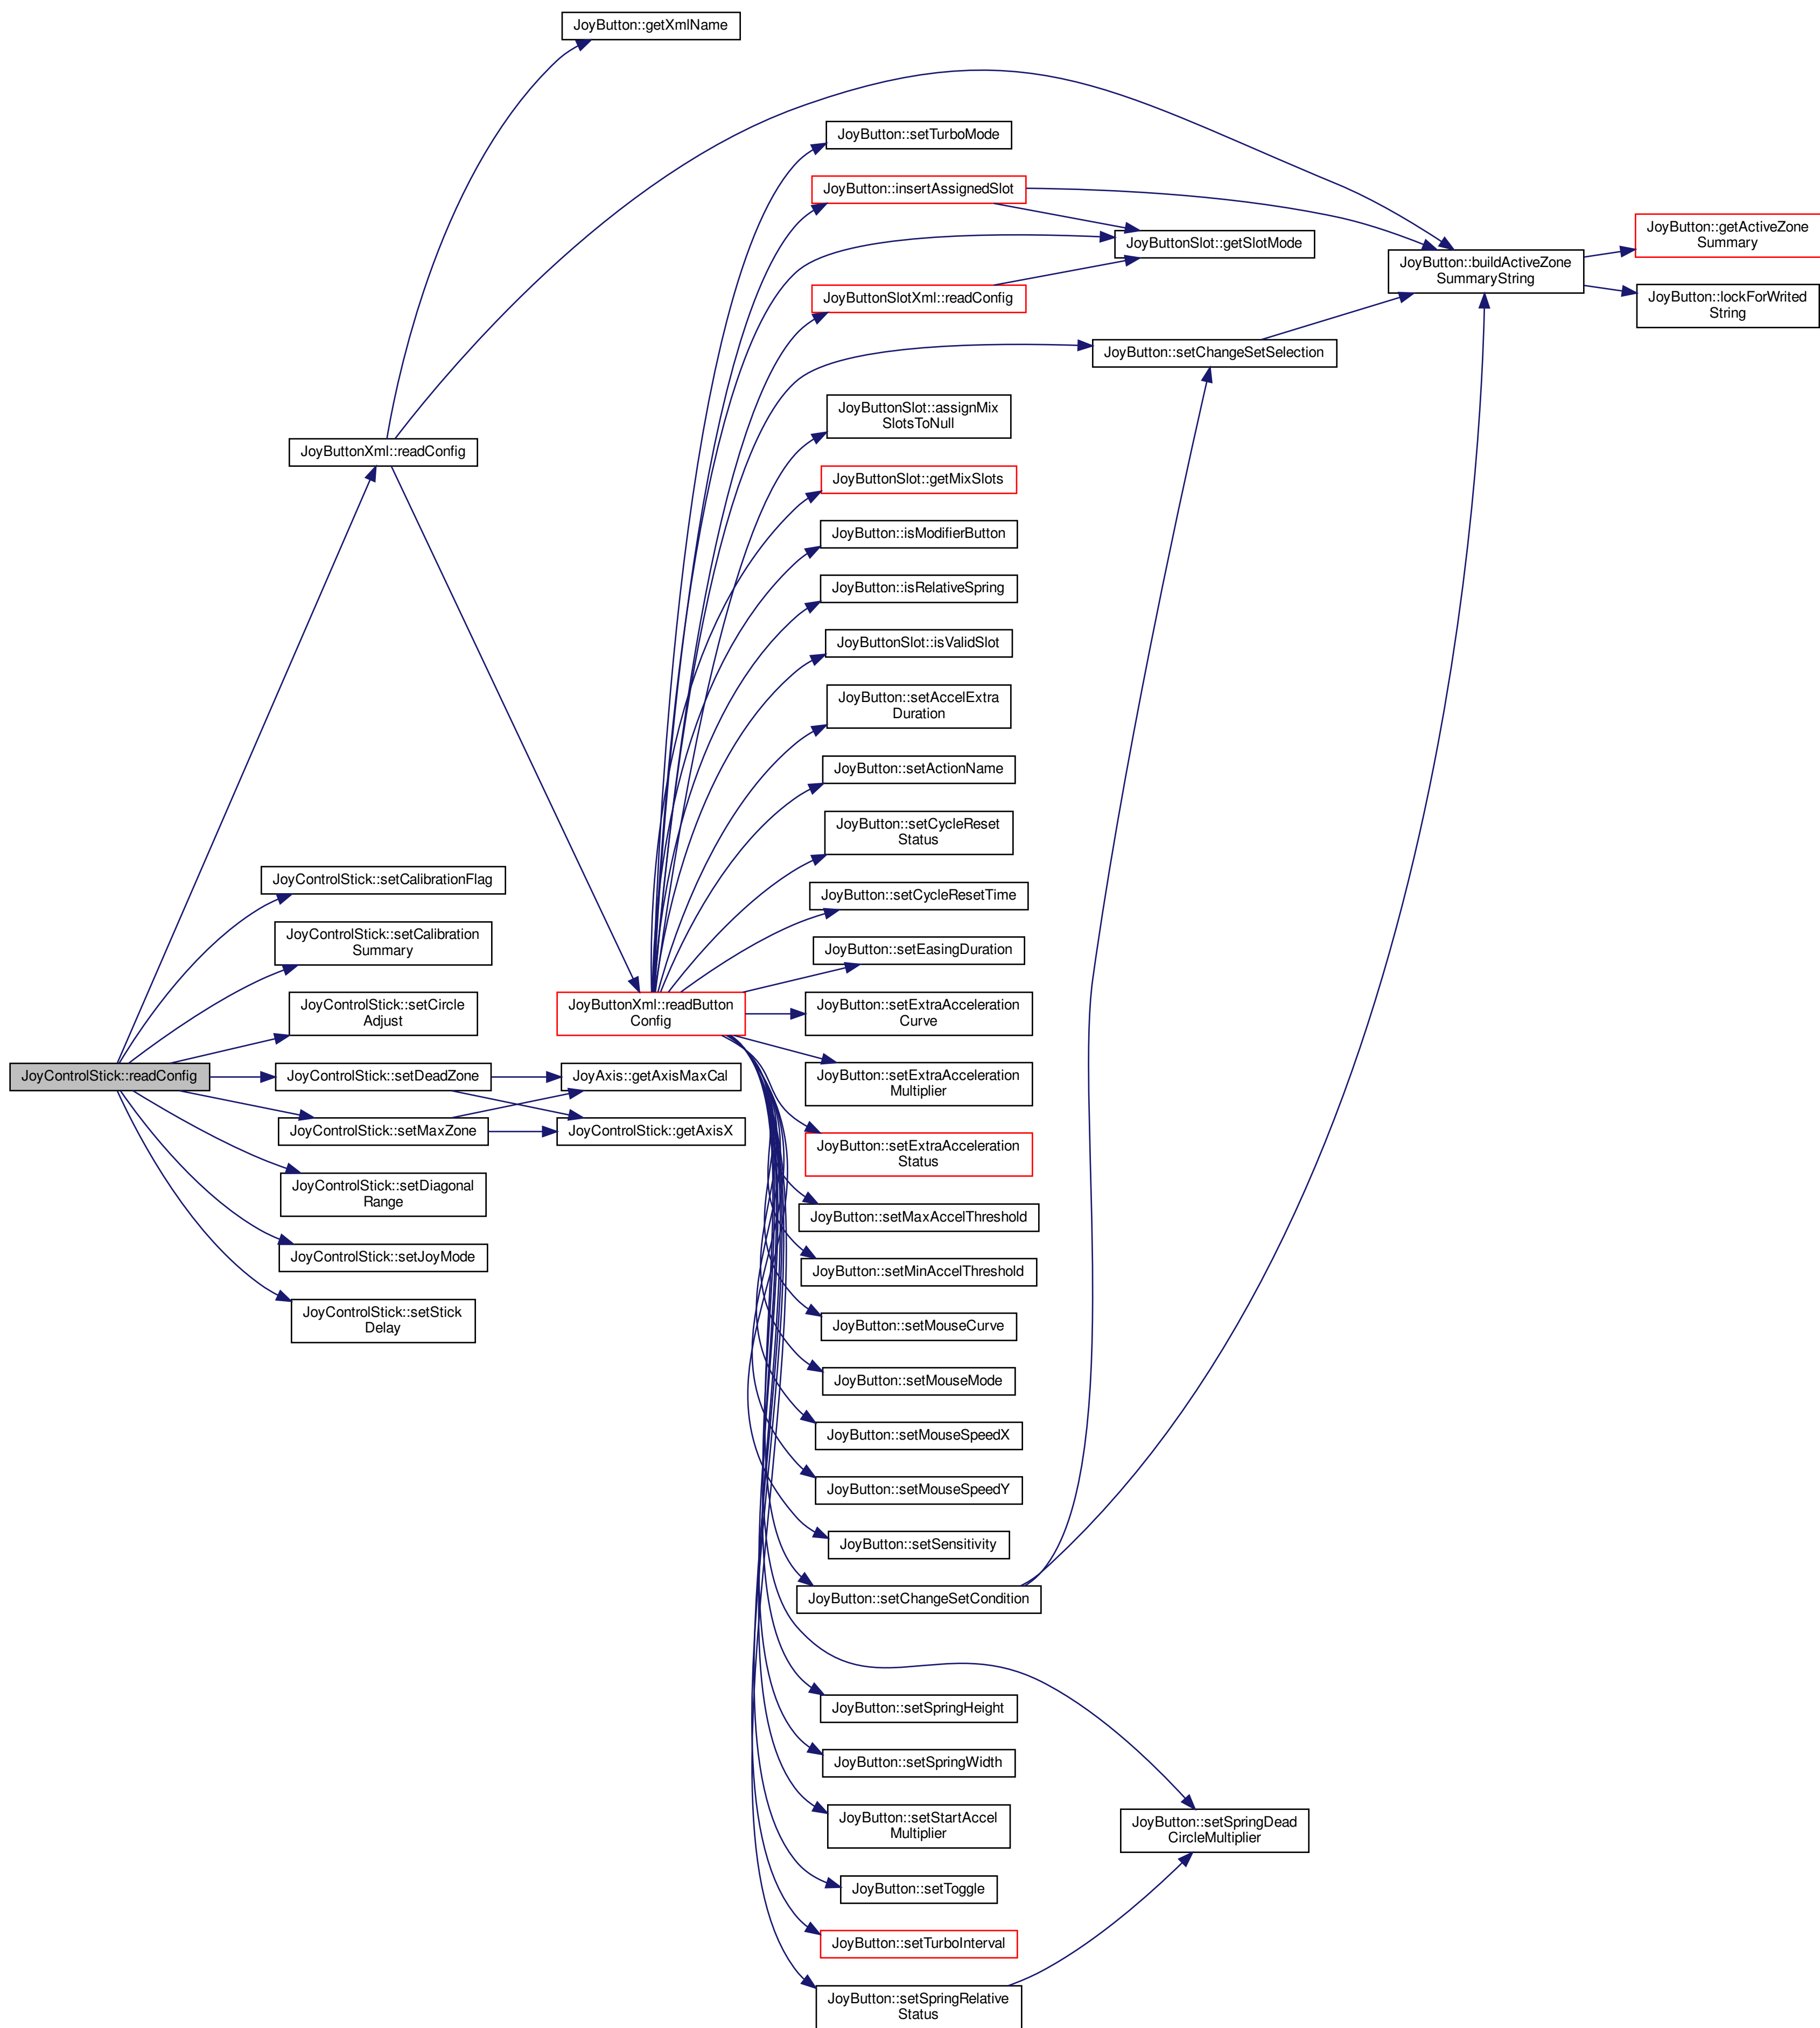 JoyButton::getXmlName
JoyButton::setTurboMode
JoyButton::insertAssignedSlot
JoyButtonSlot::getSlotMode
JoyButton::getActiveZone
Summary
JoyButton::buildActiveZone
SummaryString
JoyButtonSlotXml::readConfig
JoyButton::lockForWrited
String
JoyButton::setChangeSetSelection
JoyButtonSlot::assignMix
SlotsToNull
JoyButtonXml::readConfig
JoyButtonSlot::getMixSlots
JoyButton::isModifierButton
JoyButton::isRelativeSpring
JoyButtonSlot::isValidSlot
JoyButton::setAccelExtra
Duration
JoyButton::setActionName
JoyButton::setCycleReset
Status
JoyControlStick::setCalibrationFlag
JoyButton::setCycleResetTime
JoyControlStick::setCalibration
Summary
JoyButton::setEasingDuration
JoyControlStick::setCircle
Adjust
JoyButtonXml::readButton
Config
JoyButton::setExtraAcceleration
Curve
JoyControlStick::readConfig
JoyControlStick::setDeadZone
JoyAxis::getAxisMaxCal
JoyButton::setExtraAcceleration
Multiplier
JoyControlStick::setMaxZone
JoyControlStick::getAxisX
JoyButton::setExtraAcceleration
Status
JoyControlStick::setDiagonal
Range
JoyButton::setMaxAccelThreshold
JoyControlStick::setJoyMode
JoyButton::setMinAccelThreshold
JoyControlStick::setStick
Delay
JoyButton::setMouseCurve
JoyButton::setMouseMode
JoyButton::setMouseSpeedX
JoyButton::setMouseSpeedY
JoyButton::setSensitivity
JoyButton::setChangeSetCondition
JoyButton::setSpringHeight
JoyButton::setSpringWidth
JoyButton::setStartAccel
Multiplier
JoyButton::setSpringDead
CircleMultiplier
JoyButton::setToggle
JoyButton::setTurboInterval
JoyButton::setSpringRelative
Status